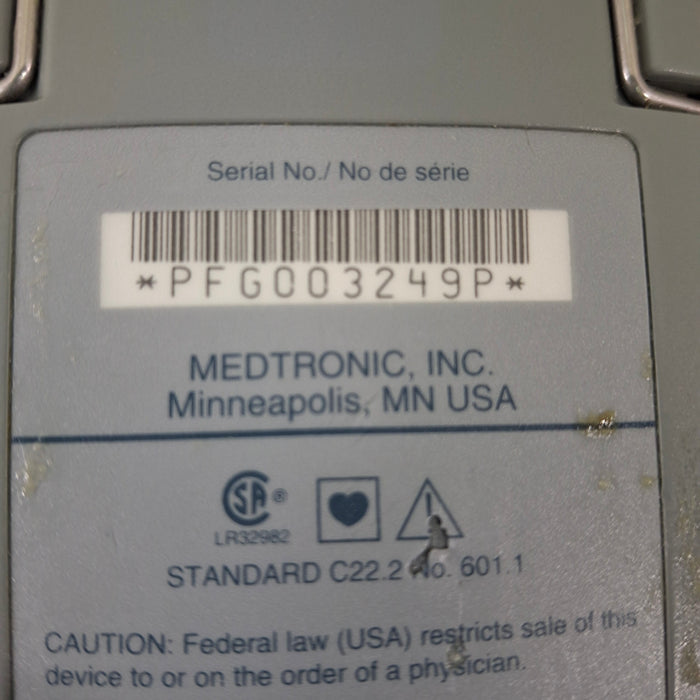 Serial No./ No de série
*PFG003249P*
MEDTRONIC, INC.
Minneapolis, MN USA
SA ®
LR32982
STANDARD C22.2 No. 601.1
CAUTION: Federal law (USA) restricts sale of this
device to or on the order of a physician.